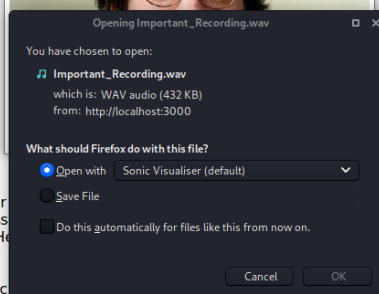 Opening Important_Recording.wav
You have chosen to open:
Important_Recording.wav
which is: WAV audio (432 KB)
from: http://localhost:3000
What should Firefox do with this file?
Open with Sonic Visualiser (default)
Save File
Do this automatically for files like this from now on.
Cancel OK